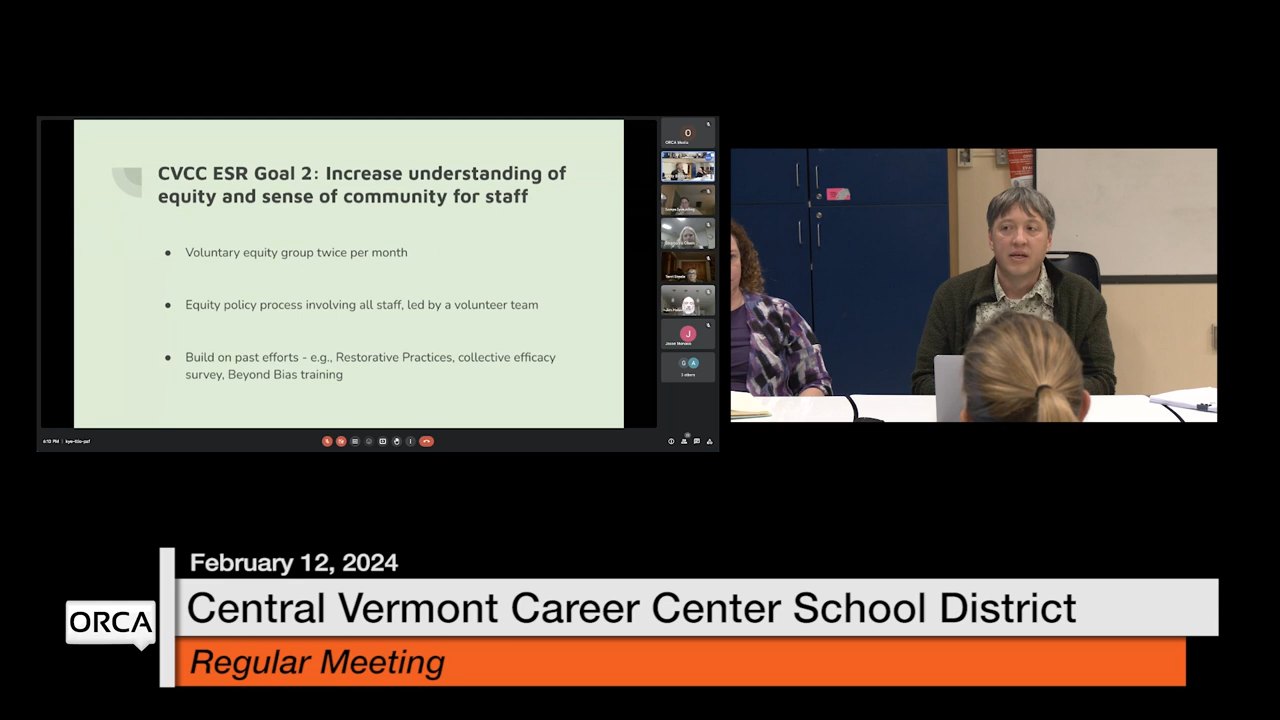 CVCC ESR Goal 2: Increase understanding of
equity and sense of community for staff
● Voluntary equity group twice per month
● Equity policy process involving all staff, led by a volunteer team
● Build on past efforts - e.g., Restorative Practices, collective efficacy
survey, Beyond Bias training
O
ORCA Media
J
G A
February 12, 2024
Central Vermont Career Center School District
ORCA
Regular Meeting